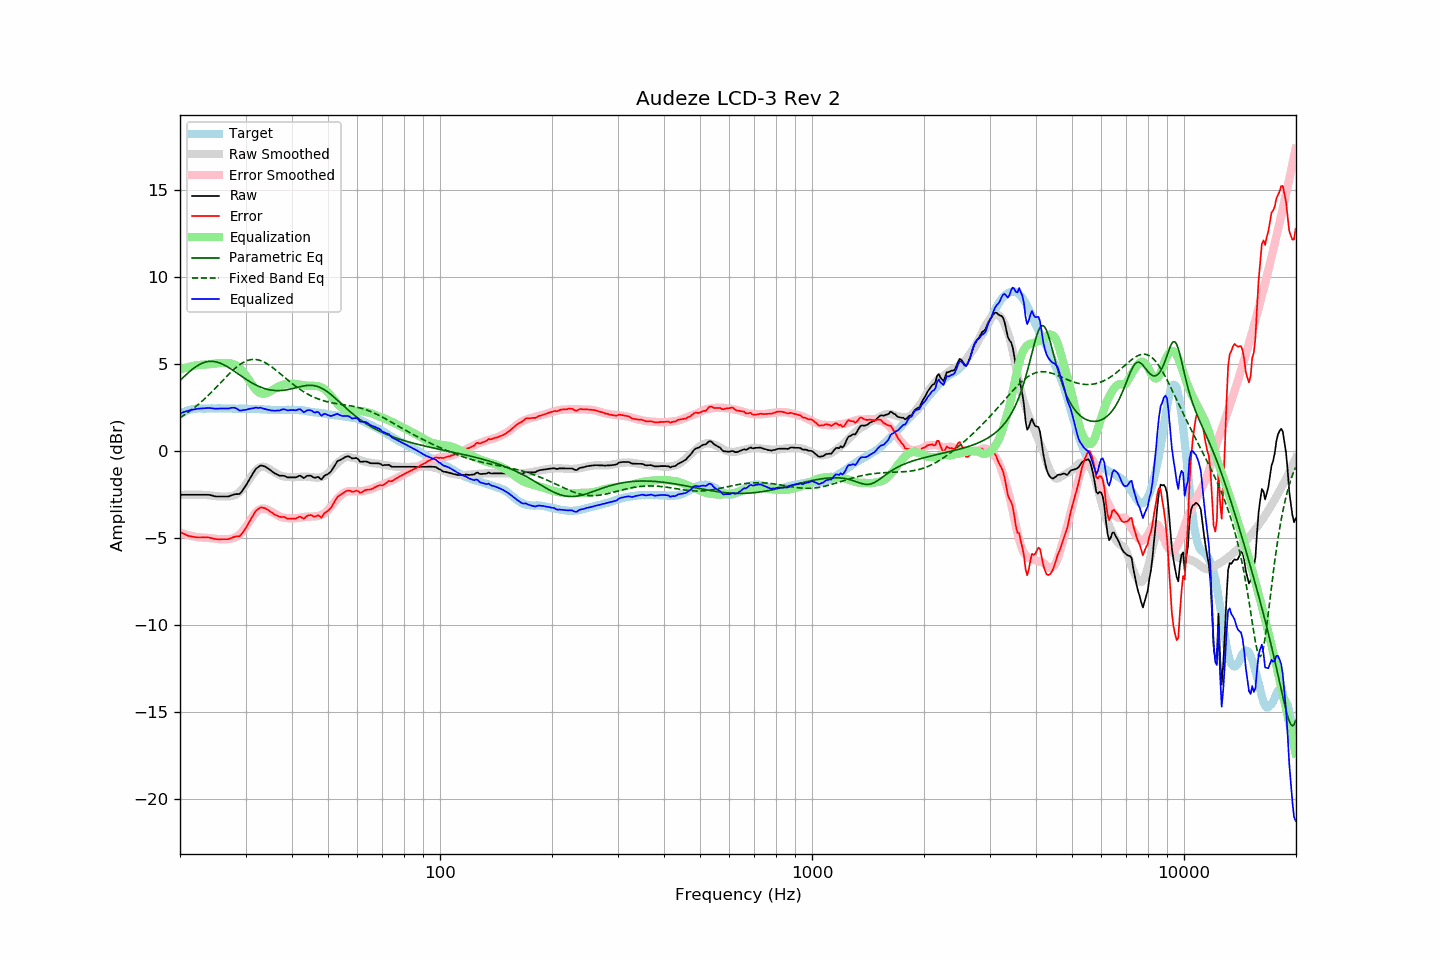 Audeze LCD-3 Rev 2
Target
Raw Smoothed
Error Smoothed
Raw
Error
Equalization
Parametric Eq
Fixed Band Eq
Equalized
Amplitude (dBr)
15
10
5
0
−5
−10
−15
−20
100
1000
10000
Frequency (Hz)